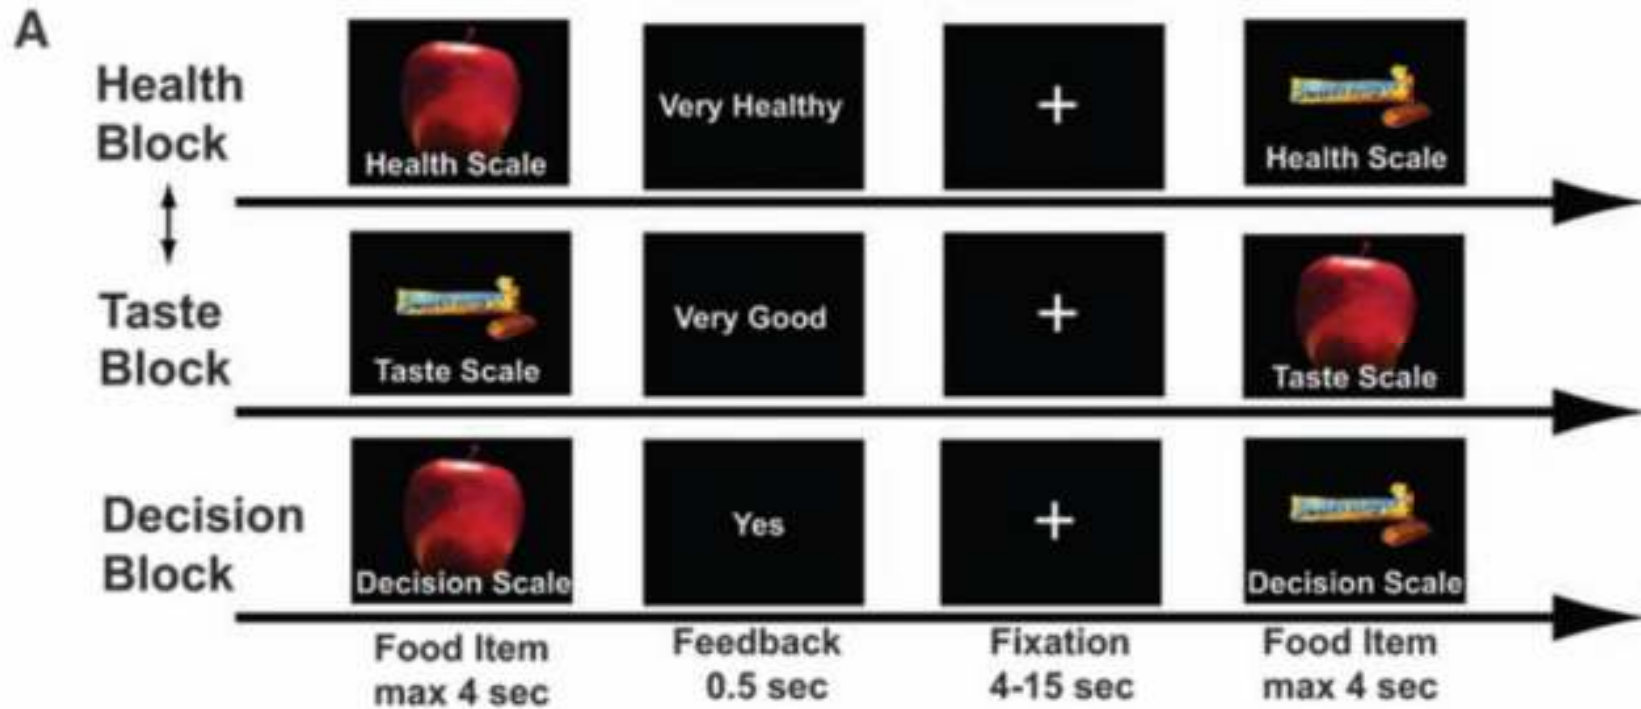 A
Health
Block
Health Scale
Very Healthy
+
Health Scale
Taste
Block
Taste Scale
Very Good
+
Taste Scale
Decision
Block
Decision Scale
Yes
+
Decision Scale
Food Item
max 4 sec
Feedback
0.5 sec
Fixation
4-15 sec
Food Item
max 4 sec